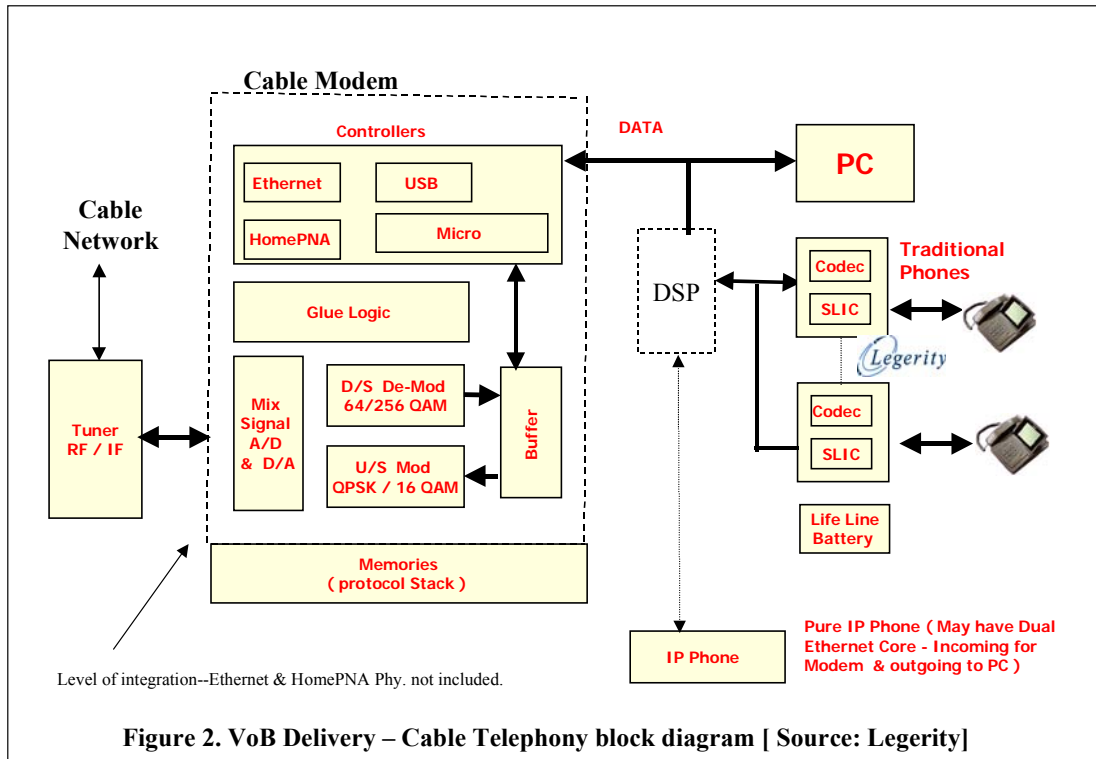 Cable Modem
Controllers
Ethernet
USB
HomePNA
Micro
DATA
PC
Cable
Network
Glue Logic
DSP
Codec
SLIC
Traditional
Phones
Legerity
Tuner
RF / IF
Mix
Signal
A/D
& D/A
D/S De-Mod
64/256 QAM
U/S Mod
QPSK / 16 QAM
Buffer
Codec
SLIC
Life Line
Battery
Memories
( protocol Stack )
IP Phone
Pure IP Phone ( May have Dual
Ethernet Core - Incoming for
Modem & outgoing to PC )
Level of integration--Ethernet & HomePNA Phy. not included.
Figure 2. VoB Delivery – Cable Telephony block diagram [ Source: Legerity]